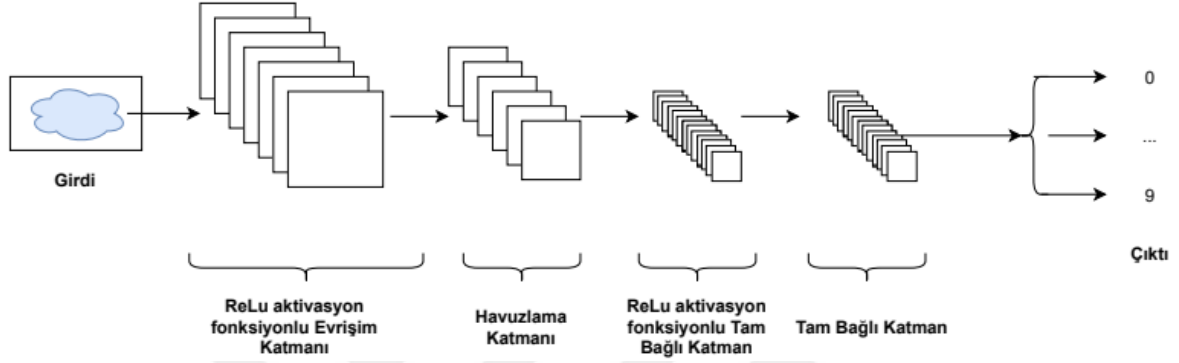 Girdi
0
...
9
Çıktı
ReLu aktivasyon
fonksiyonlu Evrişim
Katmanı
Havuzlama
Katmanı
ReLu aktivasyon
fonksiyonlu Tam
Bağlı Katman
Tam Bağlı Katman